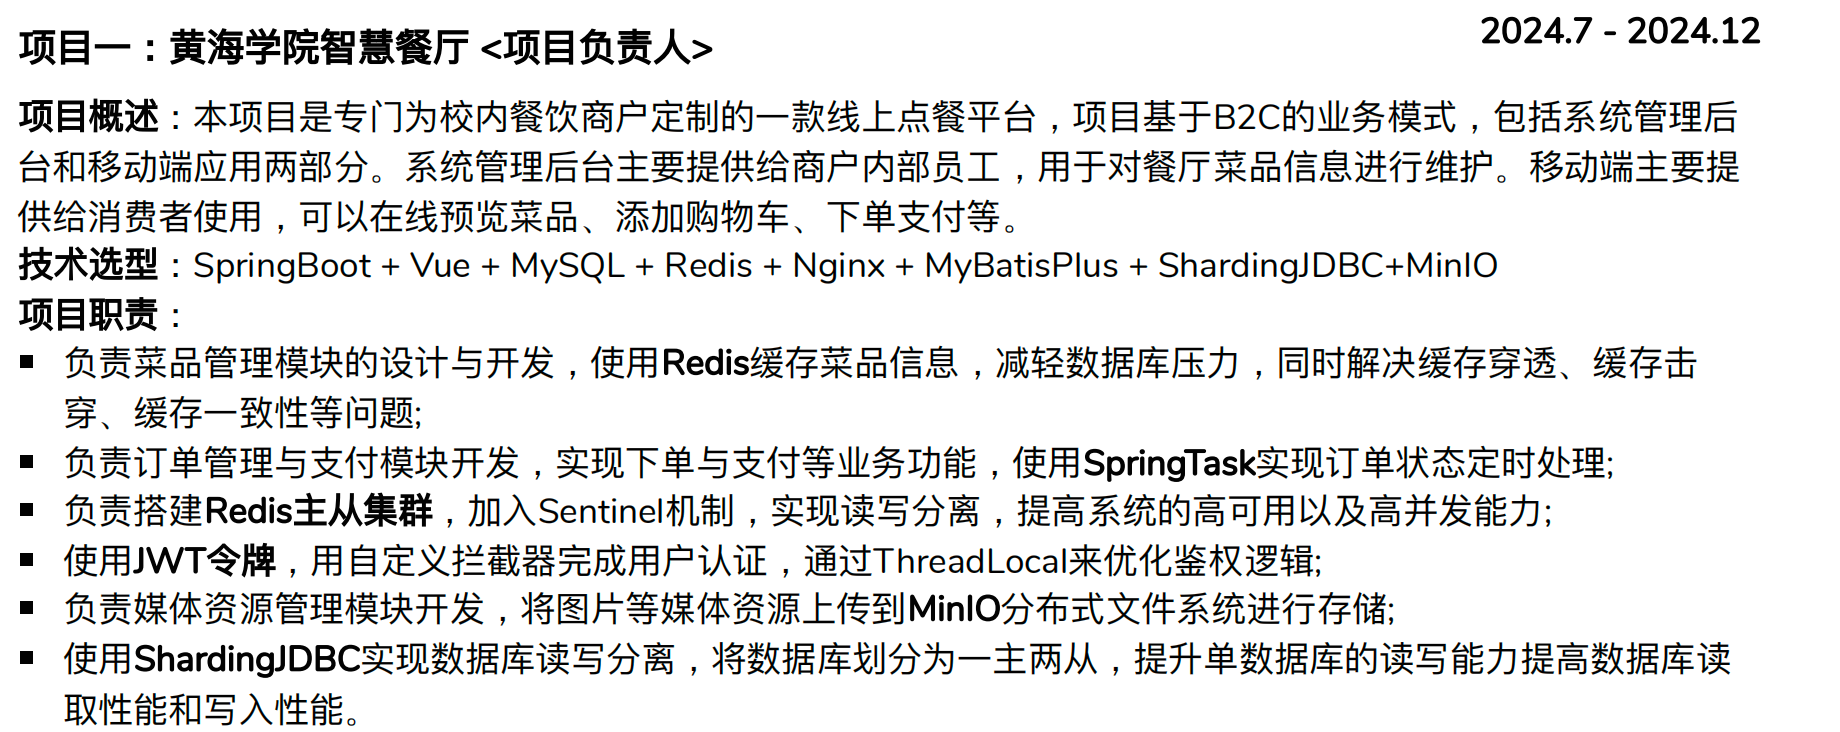 项目一：黄海学院智慧餐厅 <项目负责人>
2024.7 - 2024.12
项目概述：本项目是专门为校内餐饮商户定制的一款线上点餐平台，项目基于B2C的业务模式，包括系统管理后
台和移动端应用两部分。系统管理后台主要提供给商户内部员工，用于对餐厅菜品信息进行维护。移动端主要提
供给消费者使用，可以在线预览菜品、添加购物车、下单支付等。
技术选型：SpringBoot + Vue + MySQL + Redis + Nginx + MyBatisPlus + ShardingJDBC+MinIO
项目职责：
▪ 负责菜品管理模块的设计与开发，使用Redis缓存菜品信息，减轻数据库压力，同时解决缓存穿透、缓存击
穿、缓存一致性等问题;
▪ 负责订单管理与支付模块开发，实现下单与支付等业务功能，使用SpringTask实现订单状态定时处理;
▪ 负责搭建Redis主从集群，加入Sentinel机制，实现读写分离，提高系统的高可用以及高并发能力;
▪ 使用JWT令牌，用自定义拦截器完成用户认证，通过ThreadLocal来优化鉴权逻辑;
▪ 负责媒体资源管理模块开发，将图片等媒体资源上传到MinIO分布式文件系统进行存储;
▪ 使用ShardingJDBC实现数据库读写分离，将数据库划分为一主两从，提升单数据库的读写能力提高数据库读
取性能和写入性能。